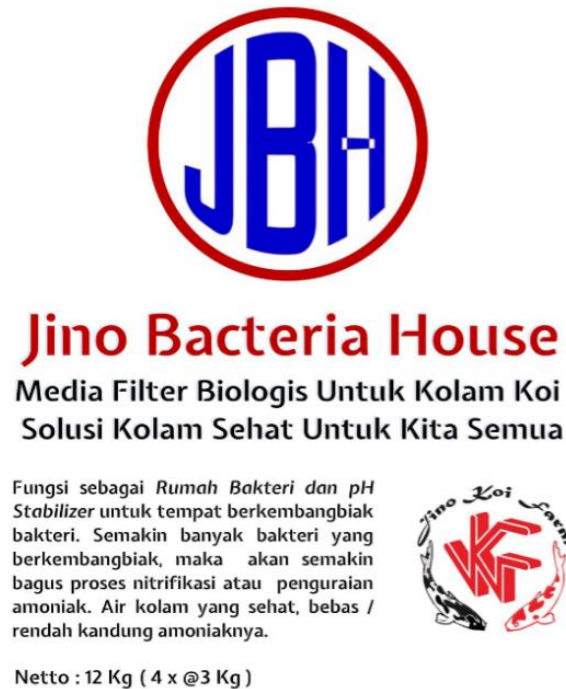 JBH
Jino Bacteria House
Media Filter Biologis Untuk Kolam Koi
Solusi Kolam Sehat Untuk Kita Semua
Fungsi sebagai Rumah Bakteri dan pH
Stabilizer untuk tempat berkembangbiak
bakteri. Semakin banyak bakteri yang
berkembangbiak, maka akan semakin
bagus proses nitrifikasi atau penguraian
amoniak. Air kolam yang sehat, bebas /
rendah kandung amoniaknya.
Jino Koi Farm
Netto : 12 Kg ( 4 x @3 Kg )